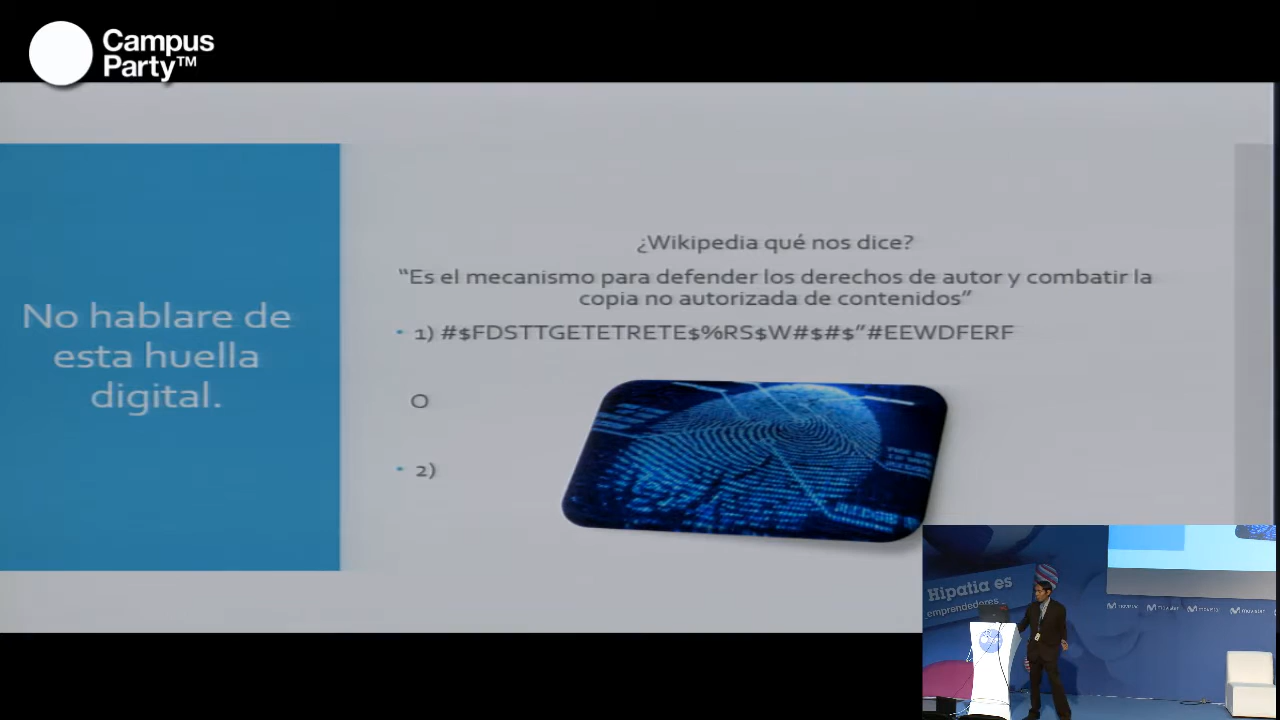 Campus
Party™
No hablare de
esta huella
digital.
¿Wikipedia qué nos dice?
“Es el mecanismo para defender los derechos de autor y combatir la
copia no autorizada de contenidos”
• 1) #$FDSTTGETETRETE$%RS$W#$#$”#EEWDFERF
O
• 2)
Hipatia es
emprendedores
movistar